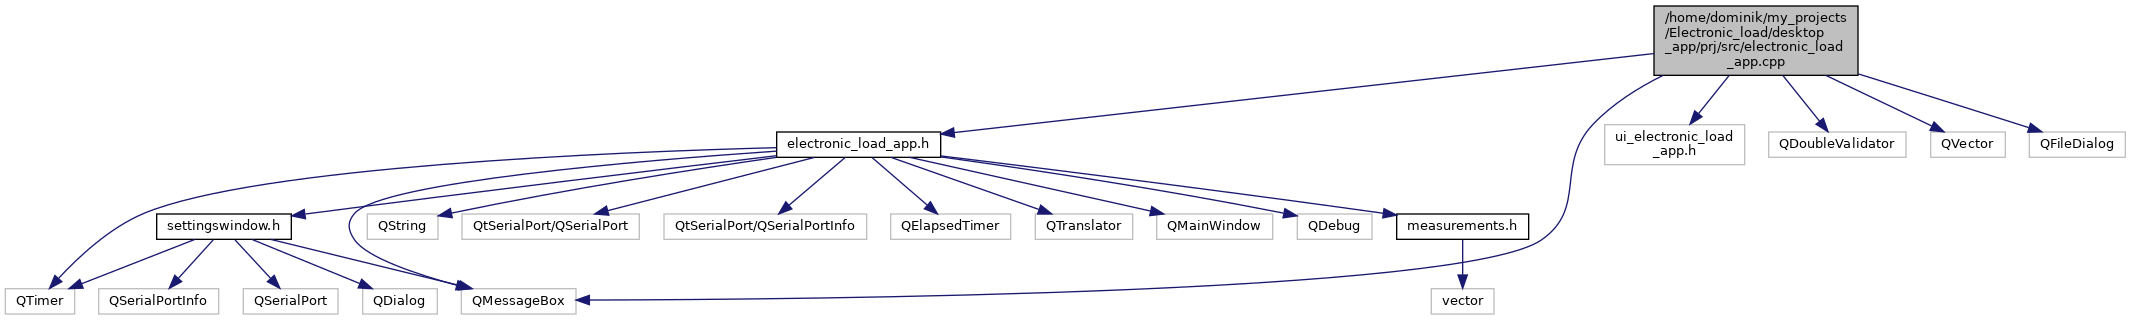 /home/dominik/my_projects
/Electronic_load/desktop
_app/prj/src/electronic_load
_app.cpp
electronic_load_app.h
ui_electronic_load
_app.h
QDoubleValidator
QVector
QFileDialog
settingswindow.h
QString
QtSerialPort/QSerialPort
QtSerialPort/QSerialPortInfo
QElapsedTimer
QTranslator
QMainWindow
QDebug
measurements.h
QTimer
QSerialPortInfo
QSerialPort
QDialog
QMessageBox
vector